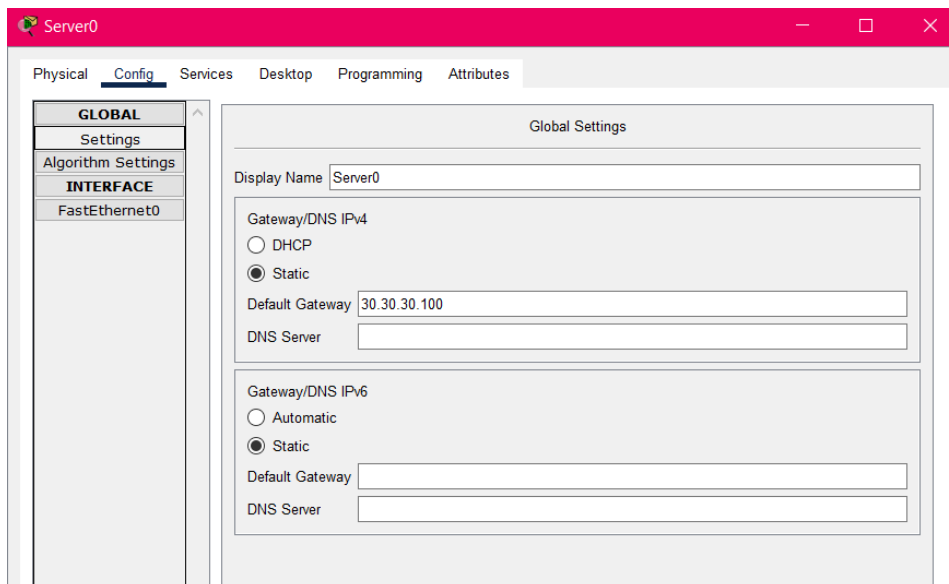 Server0
Physical Config Services Desktop Programming Attributes
GLOBAL
Settings
Algorithm Settings
INTERFACE
FastEthernet0
Global Settings
Display Name Server0
Gateway/DNS IPv4
DHCP
Static
Default Gateway 30.30.30.100
DNS Server
Gateway/DNS IPv6
Automatic
Static
Default Gateway
DNS Server